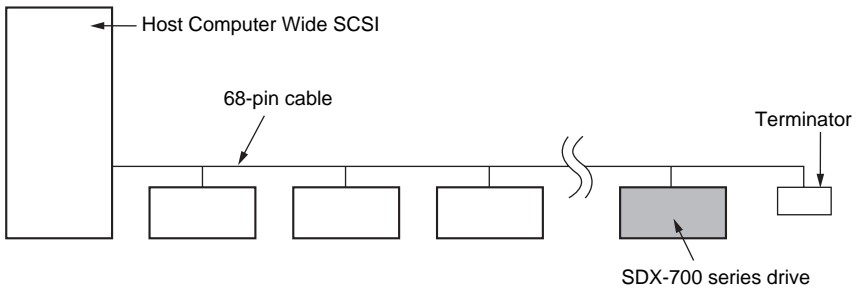 Host Computer Wide SCSI
68-pin cable
Terminator
SDX-700 series drive